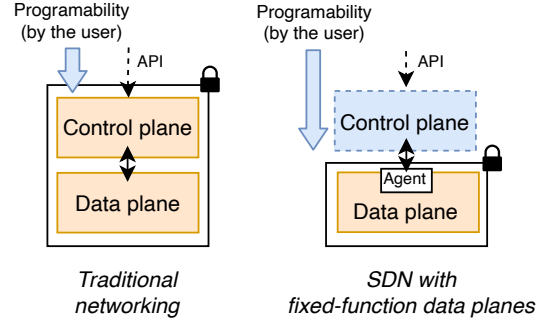 Programability
(by the user)
API
Control plane
Data plane
Traditional
networking
Programability
(by the user)
API
Control plane
Agent
Data plane
SDN with
fixed-function data planes